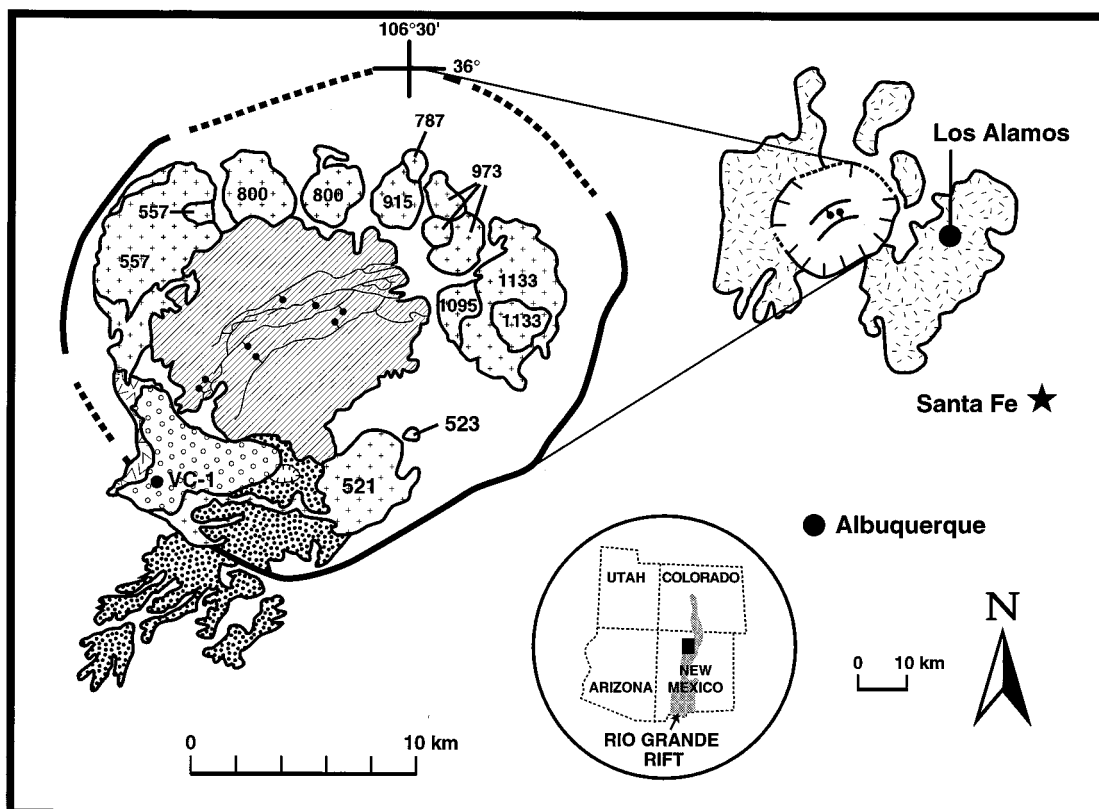 106°30'
36°
787
973
800
800
915
557
557
1133
1095
1133
523
521
VC-1
Los Alamos
Santa Fe
Albuquerque
UTAH
COLORADO
ARIZONA
NEW
MEXICO
RIO GRANDE
RIFT
N
0 10 km
0 10 km